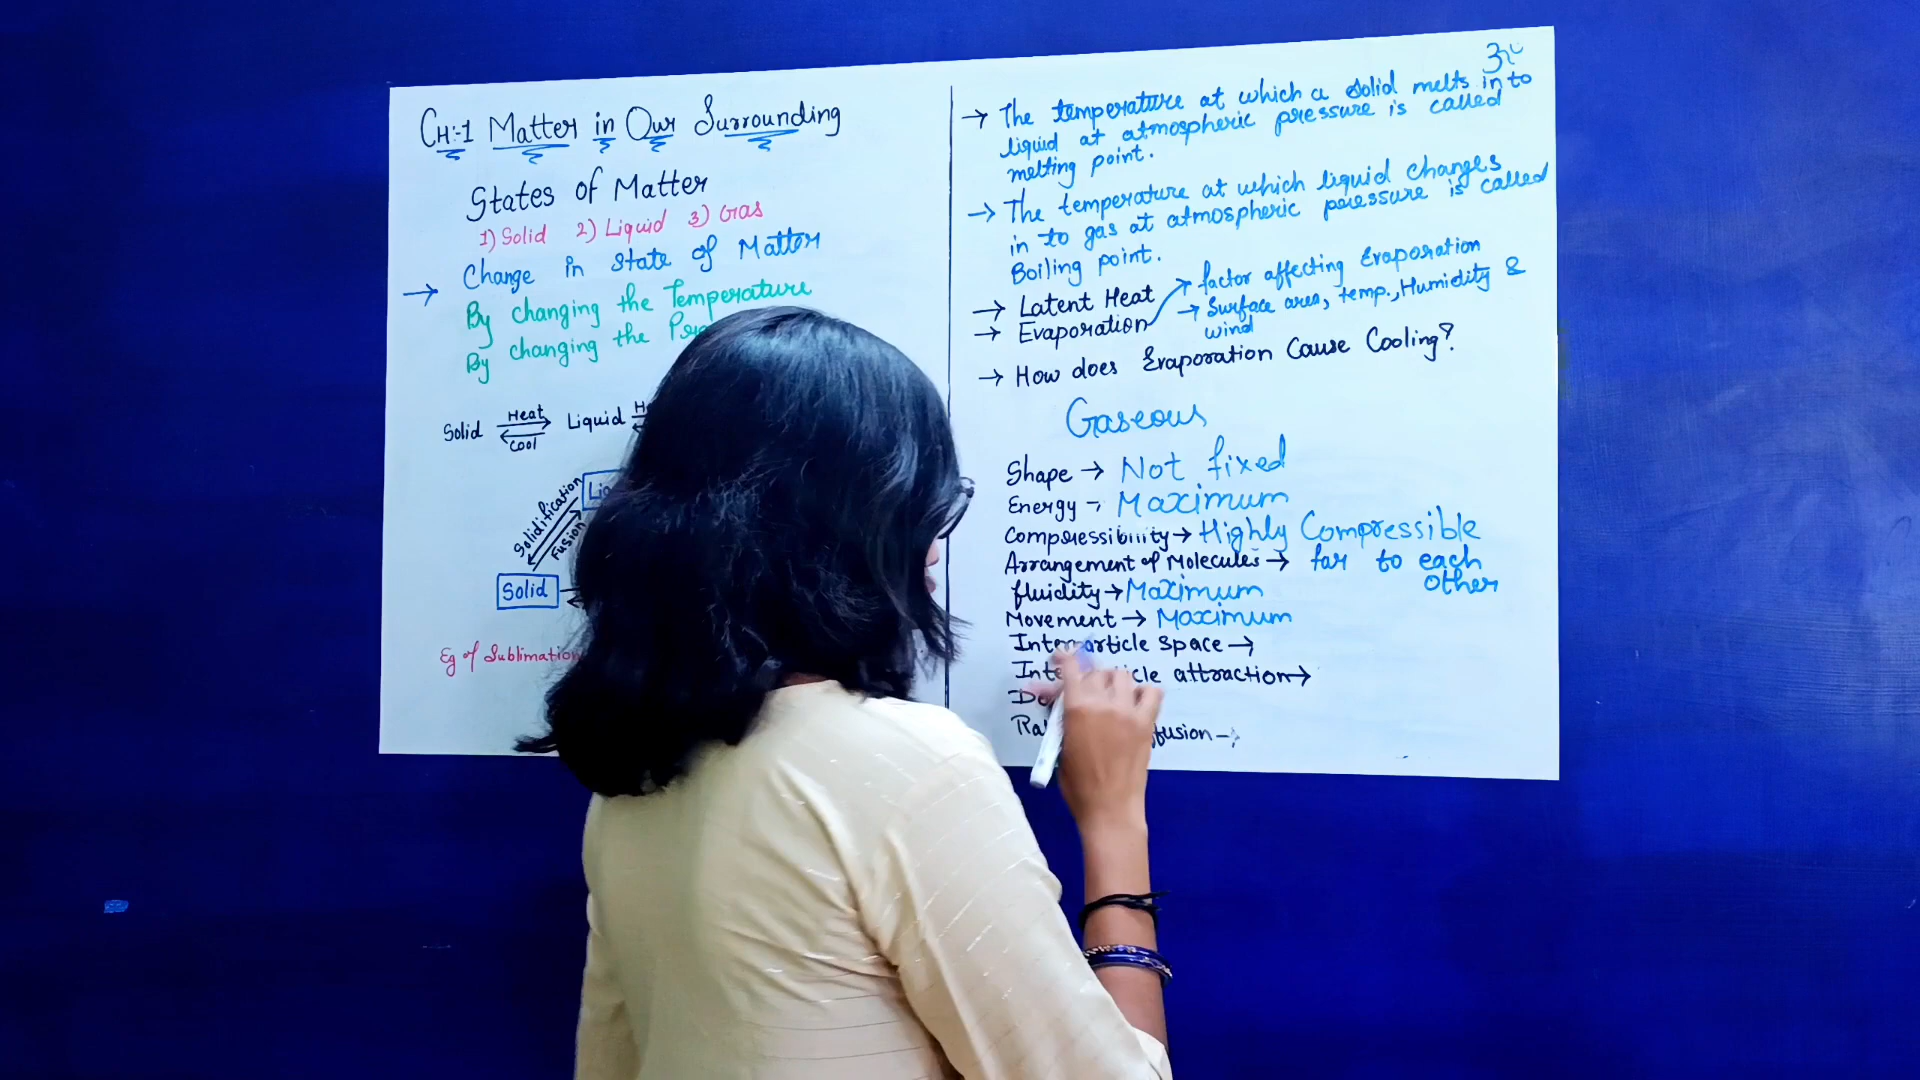 CH:-1 Matter in Our Surrounding
States of Matter
1) Solid 2) Liquid 3) Gas
→ Change in State of Matter
By changing the Temperature
By changing the
Solid Heat Cool Liquid
Solidification
Fusion
Solid
Eg of Sublimation
→ The temperature at which a solid melts in to
liquid at atmospheric pressure is called
melting point.
→ The temperature at which liquid changes
in to gas at atmospheric pressure is called
Boiling point.
→ Latent Heat
→ Evaporation
→ factor affecting Evaporation
→ Surface area, temp., Humidity &
wind
→ How does Evaporation Cause Cooling?
Gaseous
Shape → Not fixed
Energy → Maximum
Compressibility → Highly Compressible
Arrangement of Molecules → far to each
other
fluidity → Maximum
Movement → Maximum
Interparticle Space →
attraction →